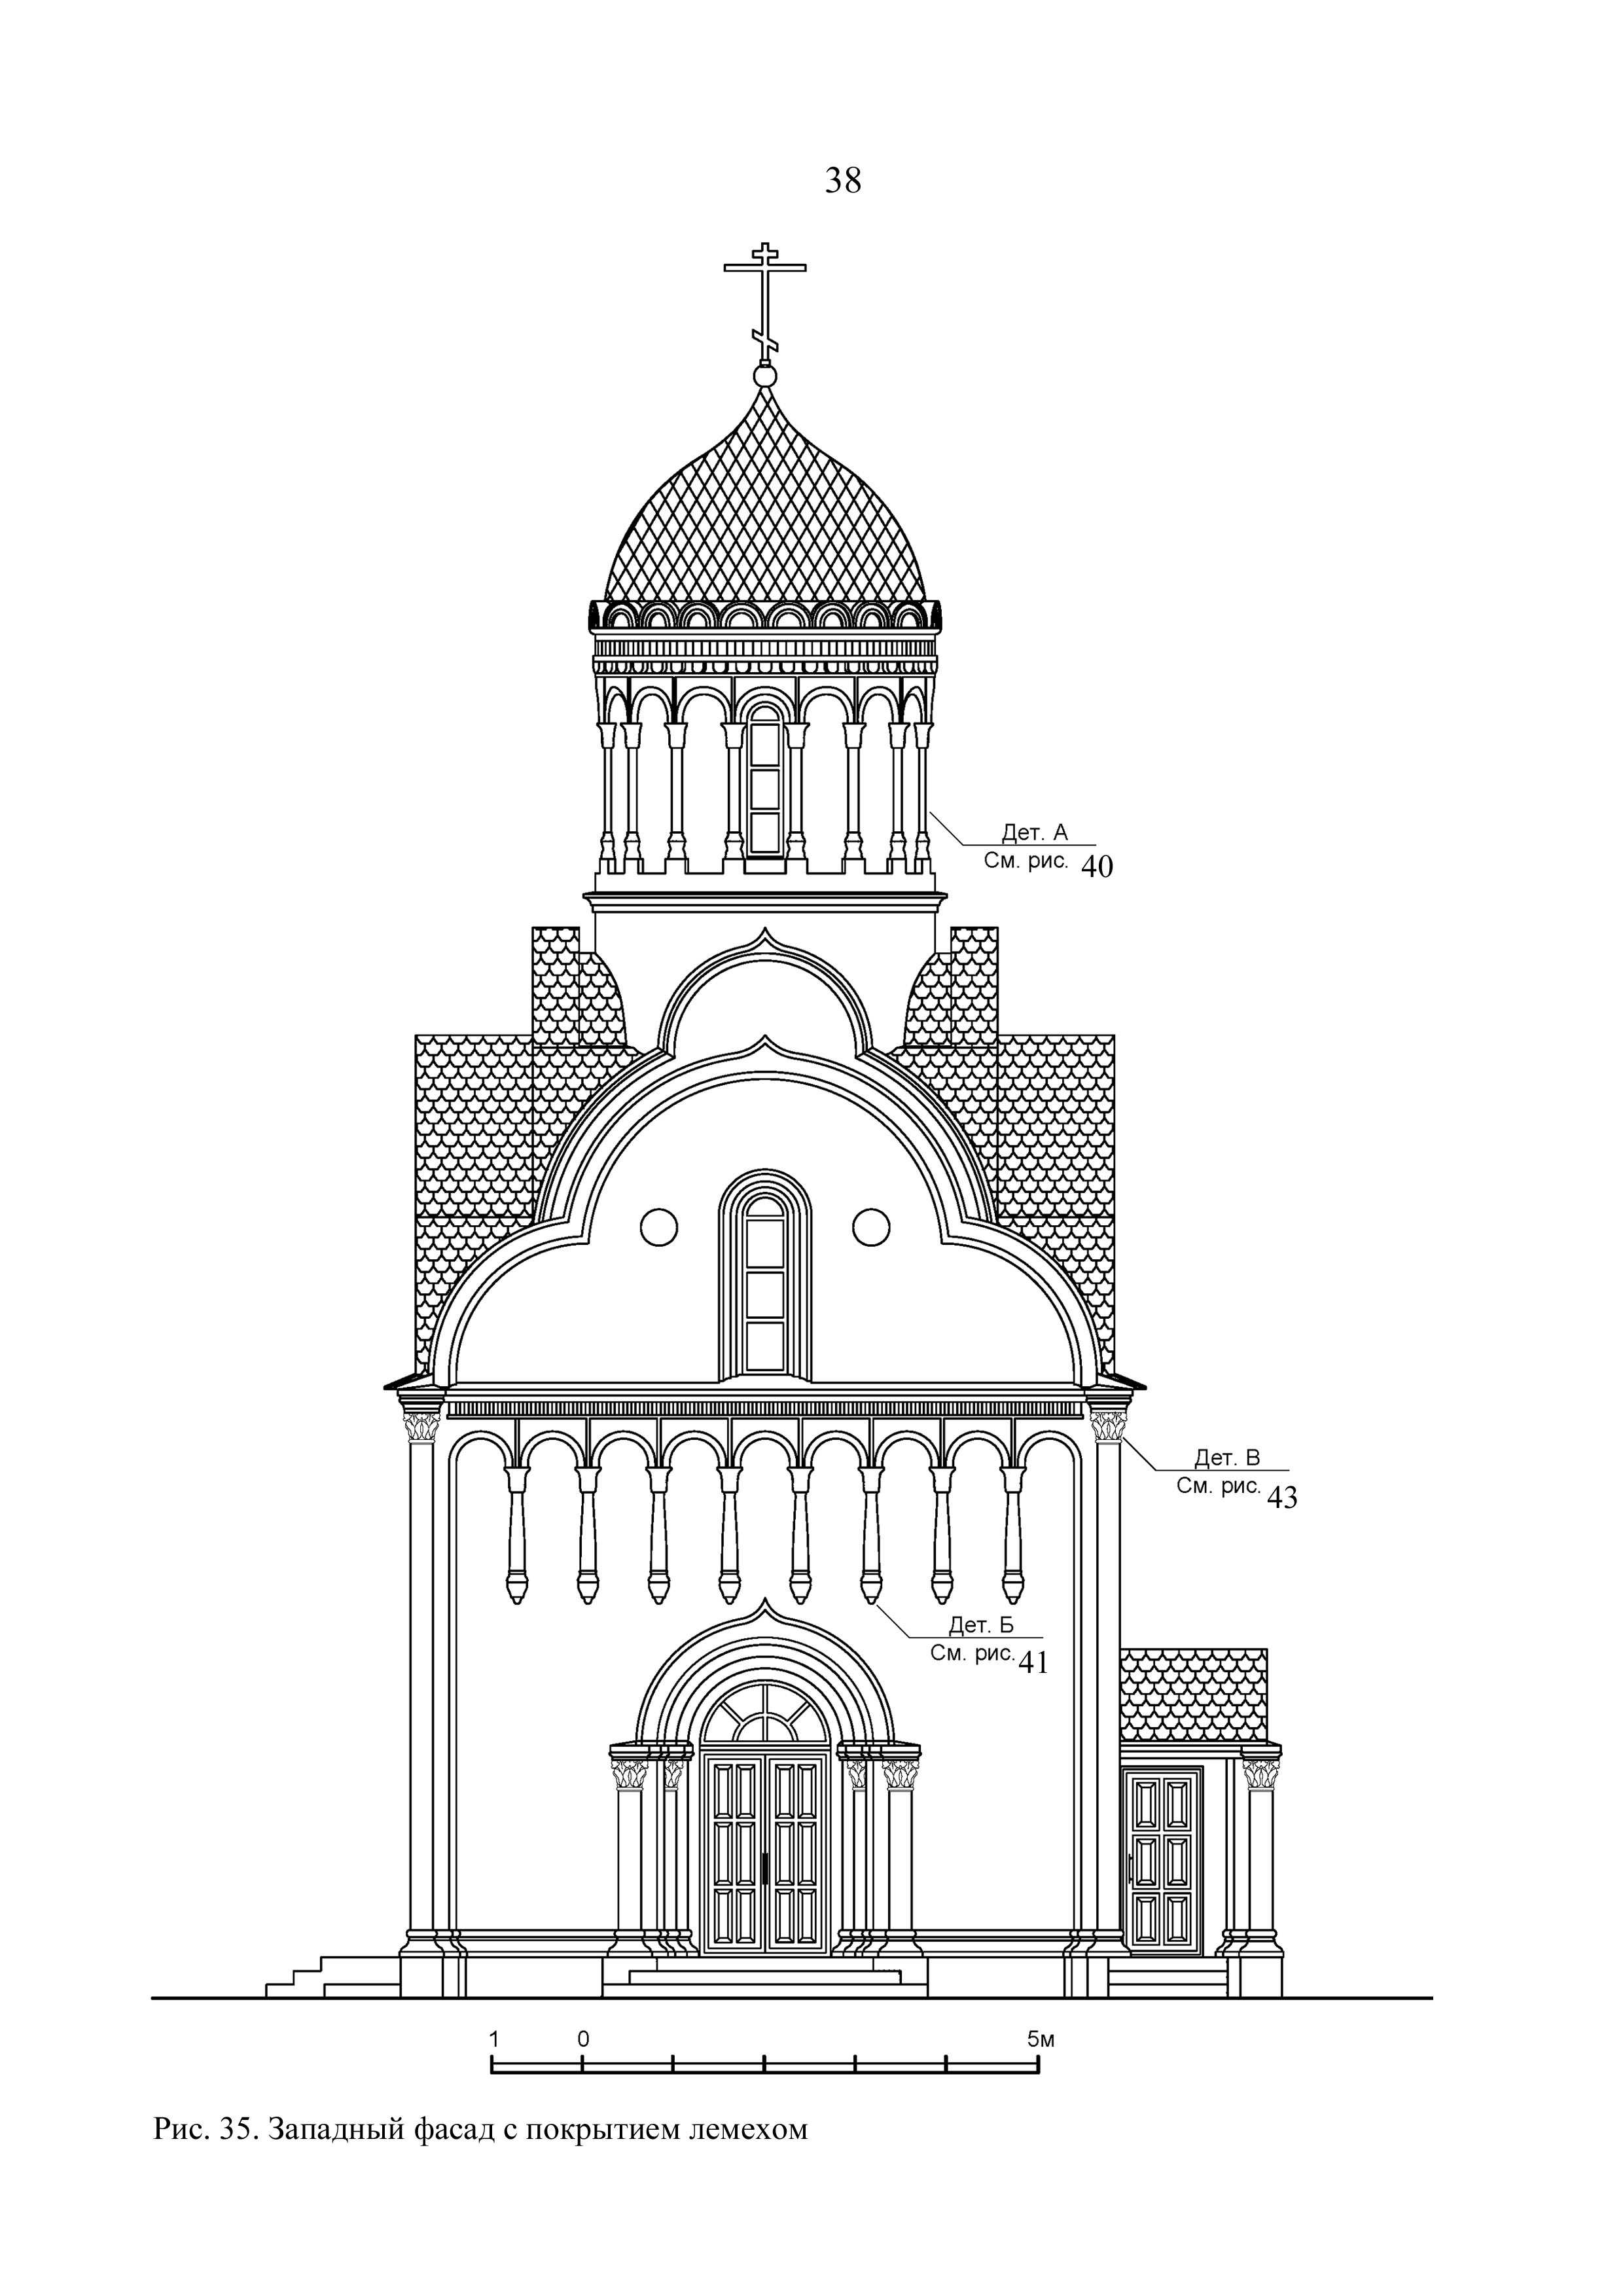 38
Дет. А
См. рис. 40
Дет. В
См. рис. 43
Дет. Б
См. рис. 41
1 0 5м
Рис. 35. Западный фасад с покрытием лемехом